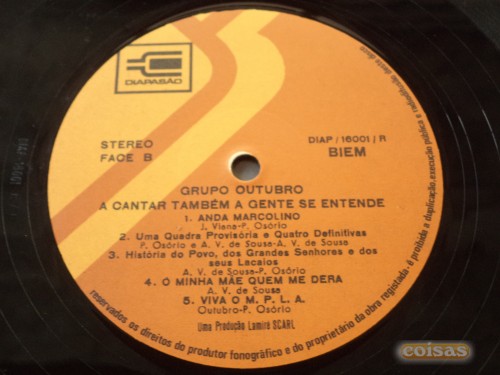 DIAPASÃO
STEREO
FACE B
DIAP/16001/R
BIEM
GRUPO OUTUBRO
A CANTAR TAMBÉM A GENTE SE ENTENDE
1. ANDA MARCOLINO
J. Viana-P. Osório
2. Uma Quadra Provisória e Quatro Definitivas
P. Osório e A. V. de Sousa-A. V. de Sousa
3. História do Povo, dos Grandes Senhores e dos
seus Lacaios
A. V. de Sousa-P. Osório
4. Ó MINHA MÃE QUEM ME DERA
A. V. de Sousa
5. VIVA O M. P. L. A.
Outubro-P. Osório
Uma Produção Lamiré SCARL
reservados os direitos do produtor fonográfico e do proprietário da obra registada. é proibida a duplicação, execução pública e radiodifusão deste disco
coisas